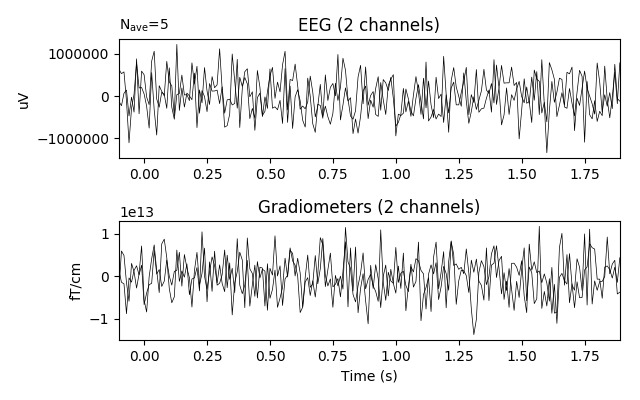 N_ave=5
EEG (2 channels)
1000000
0
−1000000
uV
0.00 0.25 0.50 0.75 1.00 1.25 1.50 1.75
1e13
Gradiometers (2 channels)
1
0
−1
fT/cm
0.00 0.25 0.50 0.75 1.00 1.25 1.50 1.75
Time (s)